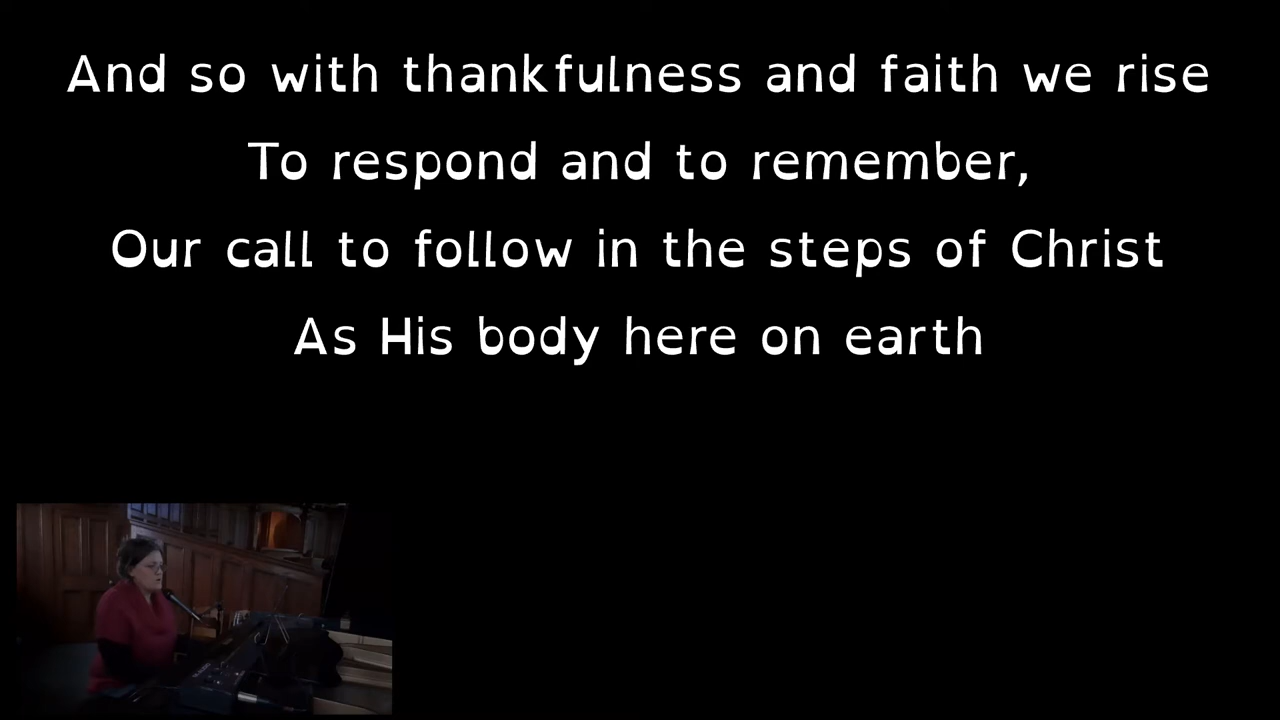 And so with thankfulness and faith we rise
To respond and to remember,
Our call to follow in the steps of Christ
As His body here on earth